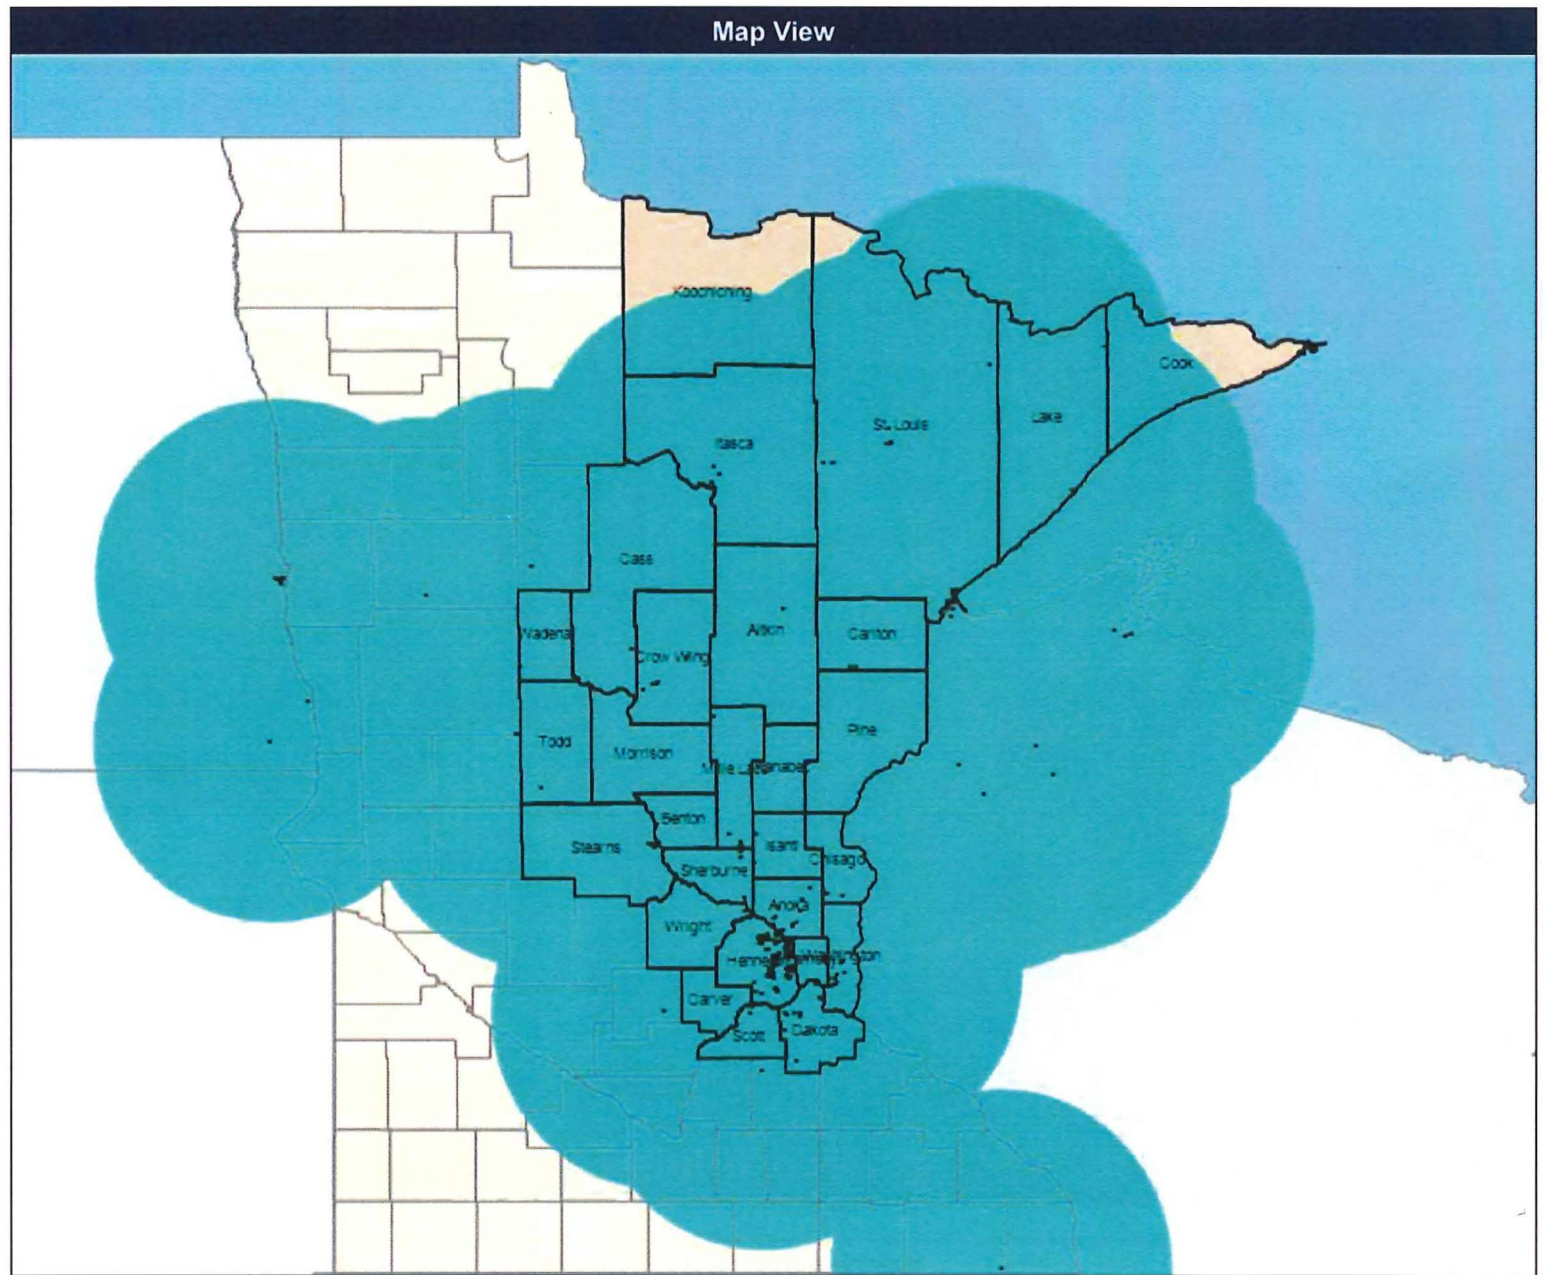 Map View
Koochiching
Cook
Lake
St. Louis
Itasca
Cass
Wadena
Aitkin
Carlton
Crow Wing
Pine
Todd
Morrison
Benton
Isanti
Stearns
Chisago
Sherburne
Anoka
Wright
Washington
Carver
Dakota
Scott